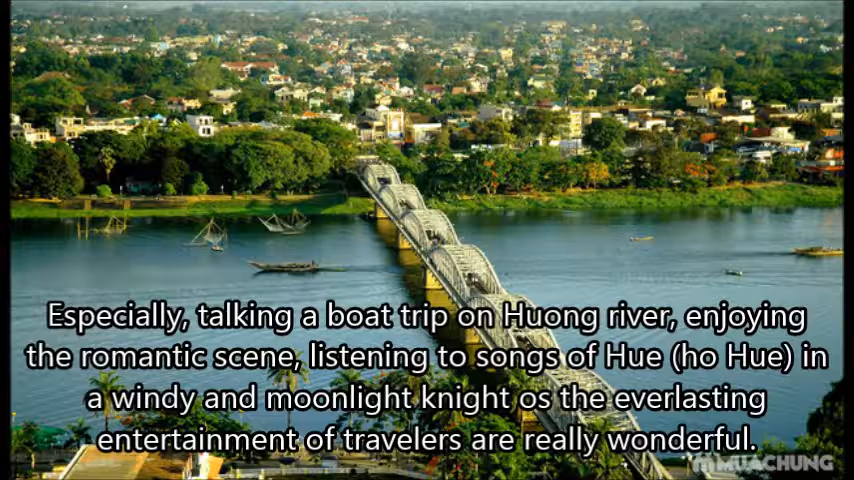 Especially, talking a boat trip on Huong river, enjoying
the romantic scene, listening to songs of Hue (ho Hue) in
a windy and moonlight knight os the everlasting
entertainment of travelers are really wonderful.
MUACHUNG